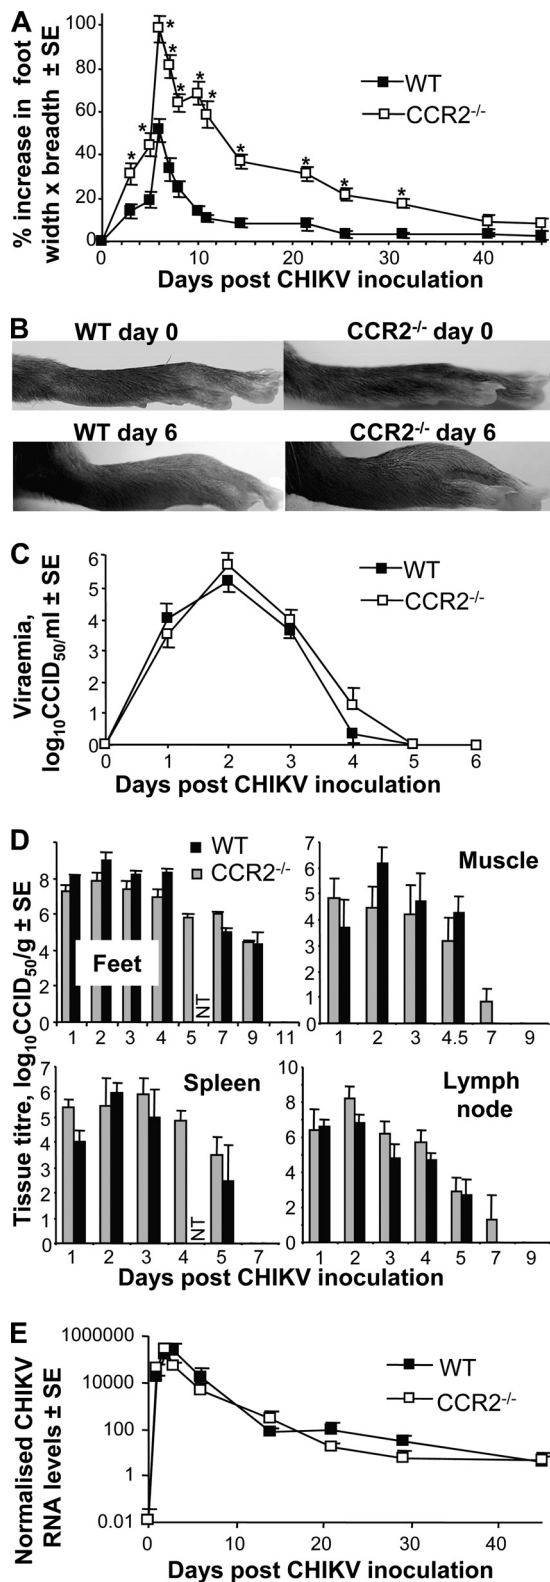 A
% increase in foot
width x breadth ± SE
100
80
60
40
20
0
* * * * * * * * * * *
WT
CCR2-/-
0 10 20 30 40
Days post CHIKV inoculation
B
WT day 0 CCR2-/- day 0
WT day 6 CCR2-/- day 6
C
Viraemia,
log10CCID50/ml ± SE
6
5
4
3
2
1
0
WT
CCR2-/-
0 1 2 3 4 5 6
Days post CHIKV inoculation
D
Tissue titre, log10CCID50/g ± SE
WT
CCR2-/-
8
6
4
2
0
Feet
NT
1 2 3 4 5 7 9 11
Muscle
7
6
5
4
3
2
1
0
1 2 3 4.5 7 9
Spleen
7
6
5
4
3
2
1
0
NT
1 2 3 4 5 7
Lymph
node
10
8
6
4
2
0
1 2 3 4 5 7 9
Days post CHIKV inoculation
E
Normalised CHIKV
RNA levels ± SE
1000000
10000
100
1
0.01
WT
CCR2-/-
0 10 20 30 40
Days post CHIKV inoculation